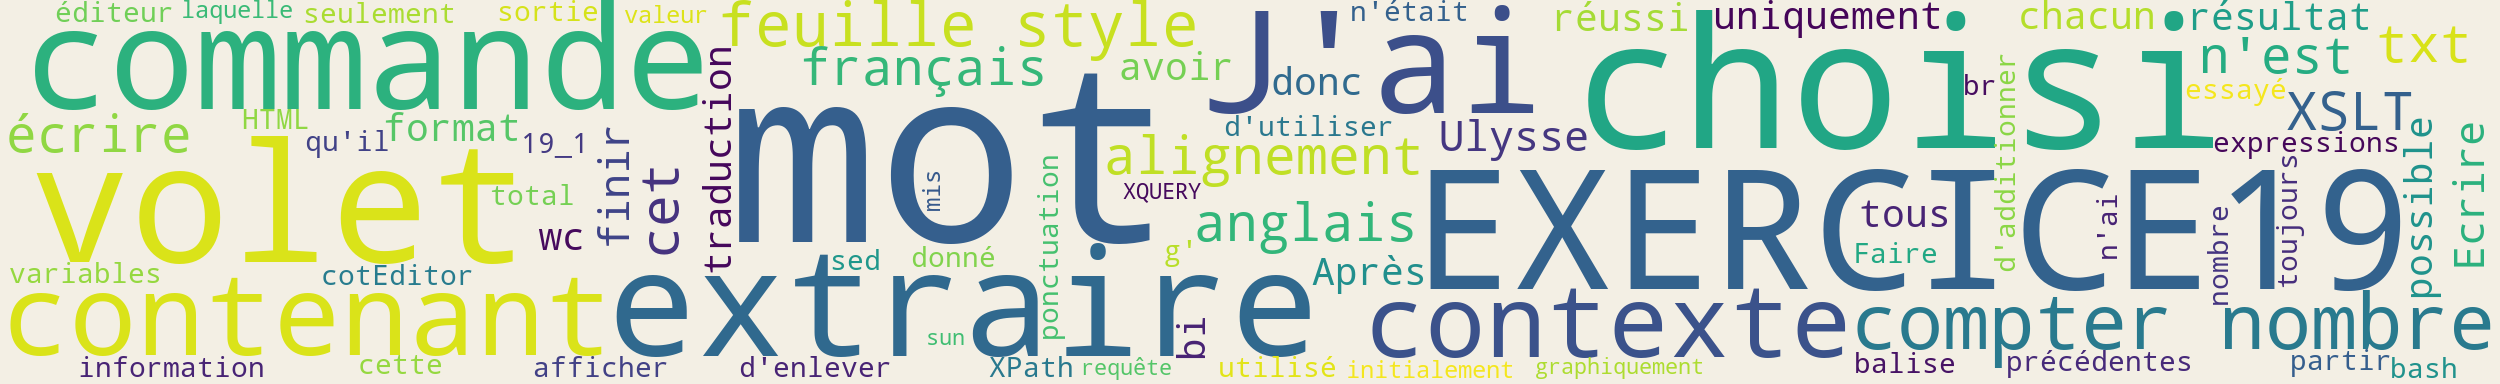 éditeur laquelle seulement sortie valeur feuille style n'était réussi uniquement chacun résultat
commande J'ai choisi
français avoir donc n'est txt
br essayé XSLT
écrire HTML format d'utiliser Ulysse
qu'il 19_1 alignement expressions
volet mot
total XQUERY EXERCICE19
finir cet traduction mis ponctuation d'additionner n'ai nombre toujours possible Ecrire
wc anglais tous
variables cotEditor sed donné g' Après Faire
contenant extraire contexte compter nombre
sun bi
information cette afficher d'enlever XPath requête utilisé initialement graphiquement balise précédentes partir bash